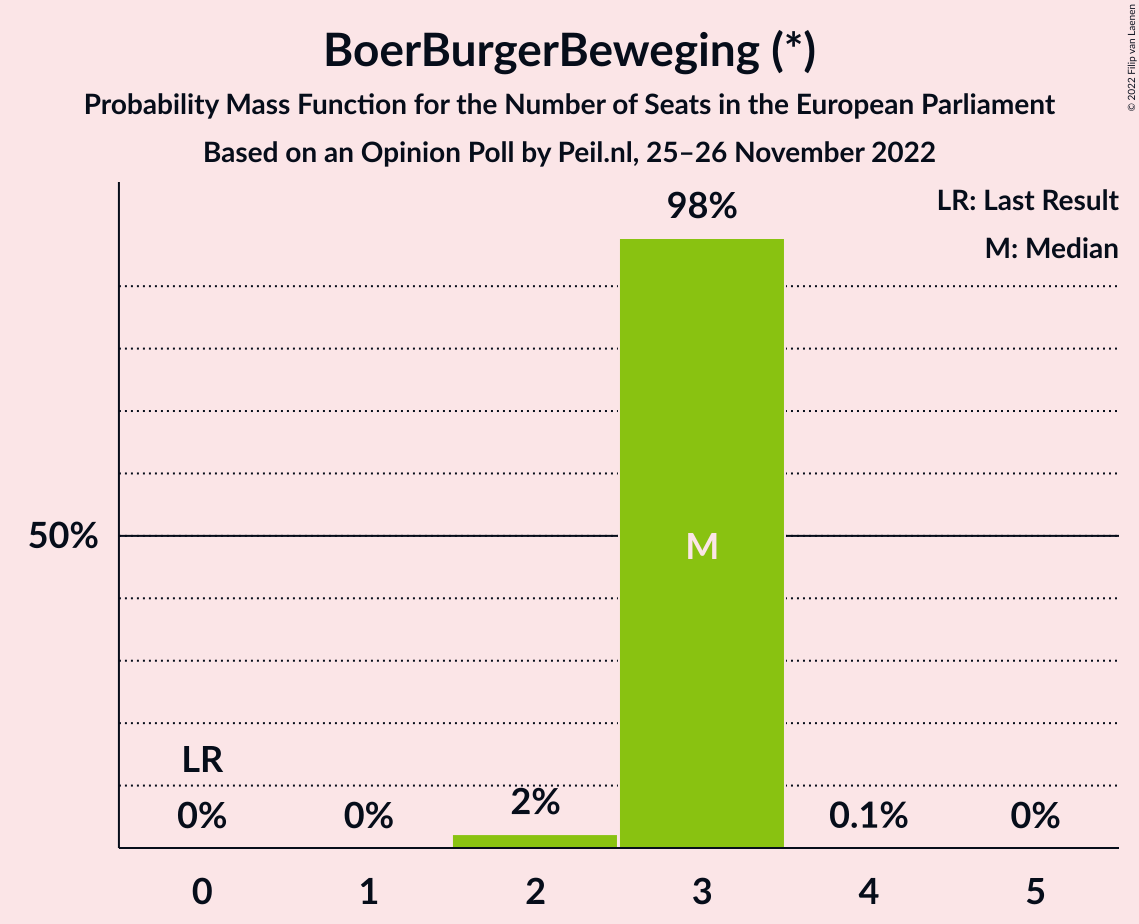 BoerBurgerBeweging (*)
Probability Mass Function for the Number of Seats in the European Parliament
Based on an Opinion Poll by Peil.nl, 25–26 November 2022
© 2022 Filip van Laenen
LR: Last Result
M: Median
98%
50%
M
LR
0%
0%
2%
0.1%
0%
0
1
2
3
4
5